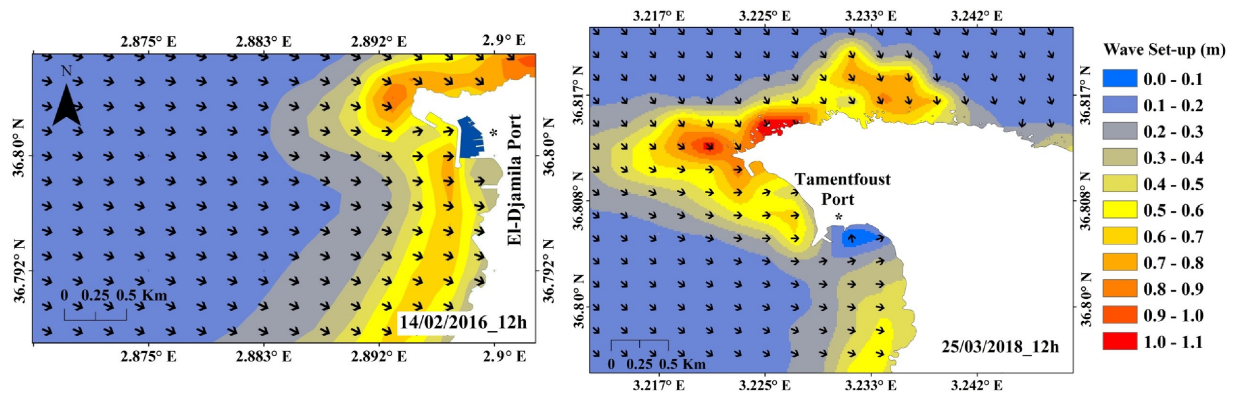 2.875° E 2.883° E 2.892° E 2.9° E
N
36.80° N
36.792° N
*
El-Djamila Port
36.80° N
36.792° N
0 0.25 0.5 Km
14/02/2016_12h
2.875° E 2.883° E 2.892° E 2.9° E
3.217° E 3.225° E 3.233° E 3.242° E
36.817° N
36.808° N
36.80° N
Tamentfoust
Port
*
36.817° N
36.808° N
36.80° N
0 0.25 0.5 Km
25/03/2018_12h
3.217° E 3.225° E 3.233° E 3.242° E
Wave Set-up (m)
0.0 - 0.1
0.1 - 0.2
0.2 - 0.3
0.3 - 0.4
0.4 - 0.5
0.5 - 0.6
0.6 - 0.7
0.7 - 0.8
0.8 - 0.9
0.9 - 1.0
1.0 - 1.1